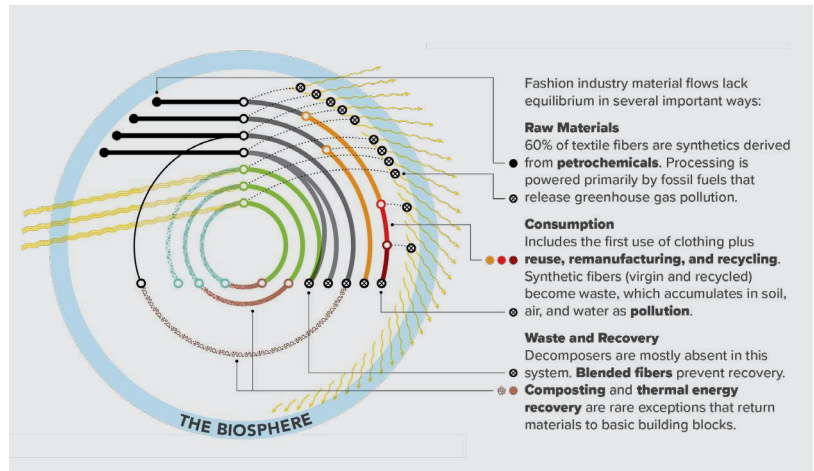 Fashion industry material flows lack
equilibrium in several important ways:
Raw Materials
60% of textile fibers are synthetics derived
from petrochemicals. Processing is
powered primarily by fossil fuels that
release greenhouse gas pollution.
Consumption
Includes the first use of clothing plus
reuse, remanufacturing, and recycling.
Synthetic fibers (virgin and recycled)
become waste, which accumulates in soil,
air, and water as pollution.
Waste and Recovery
Decomposers are mostly absent in this
system. Blended fibers prevent recovery.
Composting and thermal energy
recovery are rare exceptions that return
materials to basic building blocks.
THE BIOSPHERE